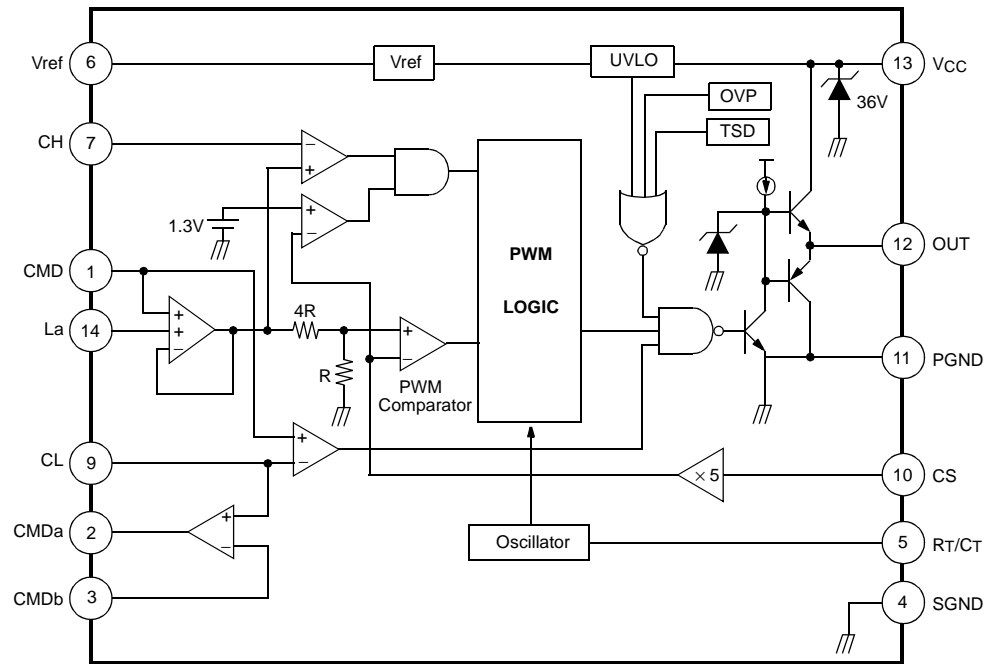 Vref 6 Vref UVLO 13 VCC
OVP 36V
CH 7 TSD
− +
1.3V + −
PWM
LOGIC
12 OUT
CMD 1
La 14 + + − 4R + −
R PWM
Comparator
11 PGND
CL 9 + −
× 5 10 CS
CMDa 2 + −
Oscillator 5 RT/CT
CMDb 3 4 SGND